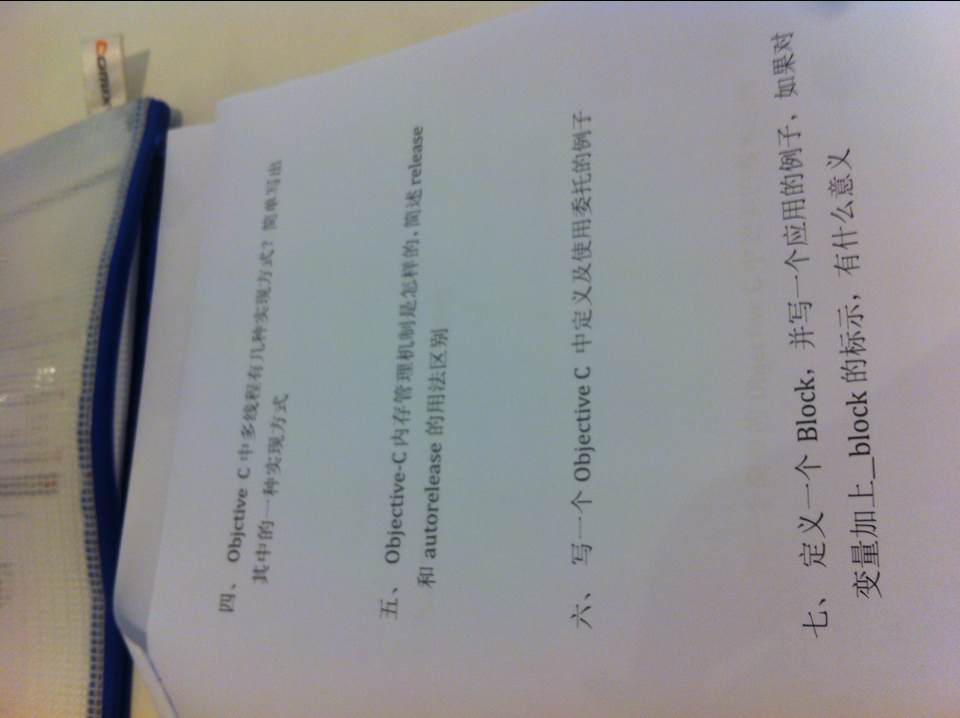 四、 Objctive C 中多线程有几种实现方式？简单写出
其中的一种实现方式
五、 Objective-C 内存管理机制是怎样的，简述 release
和 autorelease 的用法区别
六、 写一个 Objective C 中定义及使用委托的例子
七、 定义一个 Block，并写一个应用的例子，如果对
变量加上__block 的标示，有什么意义